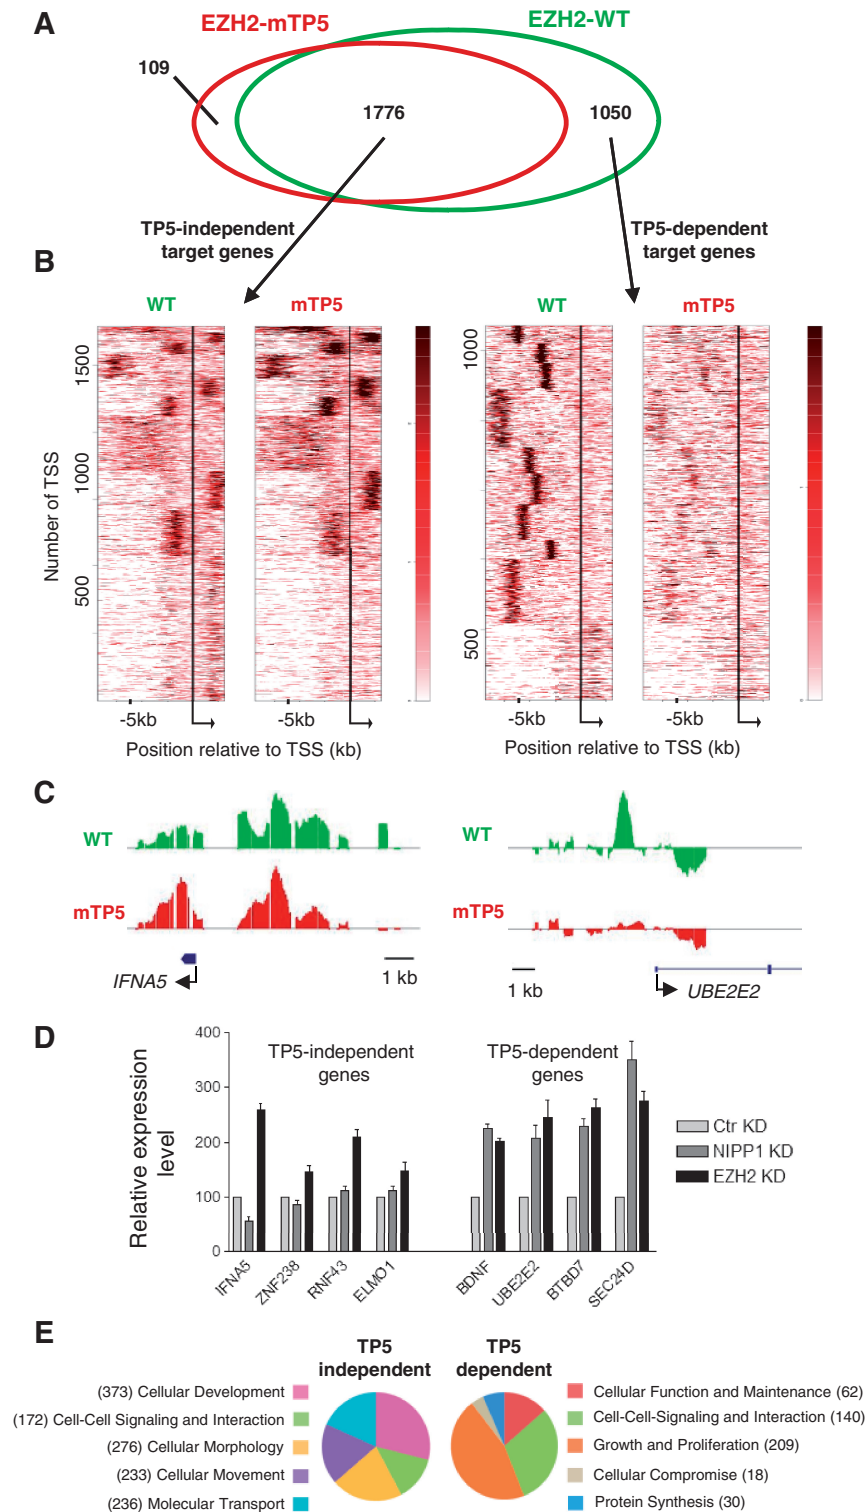 A
EZH2-mTP5
EZH2-WT
109
1776
1050
TP5-independent
target genes
TP5-dependent
target genes
B
WT
mTP5
WT
mTP5
Number of TSS
1500
1000
500
1000
500
-5kb
-5kb
-5kb
-5kb
Position relative to TSS (kb)
Position relative to TSS (kb)
C
WT
WT
mTP5
mTP5
IFNA5
1 kb
1 kb
UBE2E2
D
Relative expression
level
400
300
200
100
0
TP5-independent
genes
TP5-dependent
genes
Ctr KD
NIPP1 KD
EZH2 KD
IFNA5
ZNF238
RNF43
ELMO1
BDNF
UBE2E2
BTBD7
SEC24D
E
TP5
independent
TP5
dependent
(373) Cellular Development
(172) Cell-Cell Signaling and Interaction
(276) Cellular Morphology
(233) Cellular Movement
(236) Molecular Transport
Cellular Function and Maintenance (62)
Cell-Cell-Signaling and Interaction (140)
Growth and Proliferation (209)
Cellular Compromise (18)
Protein Synthesis (30)